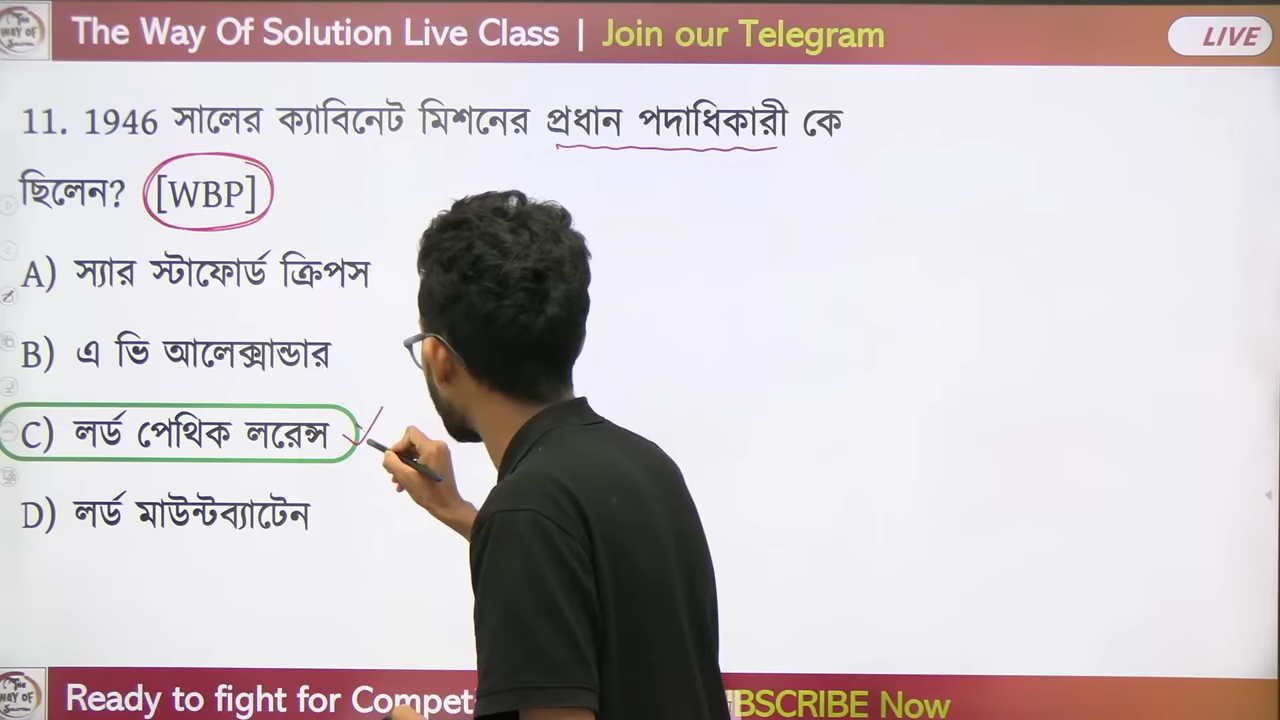 The Way Of Solution Live Class | Join our Telegram
LIVE
11. 1946 সালের ক্যাবিনেট মিশনের প্রধান পদাধিকারী কে
ছিলেন? [WBP]
A) স্যার স্টাফোর্ড ক্রিপস
B) এ ভি আলেক্সান্ডার
C) লর্ড পেথিক লরেন্স
D) লর্ড মাউন্টব্যাটেন
Ready to fight for Competi BSCRIBE Now